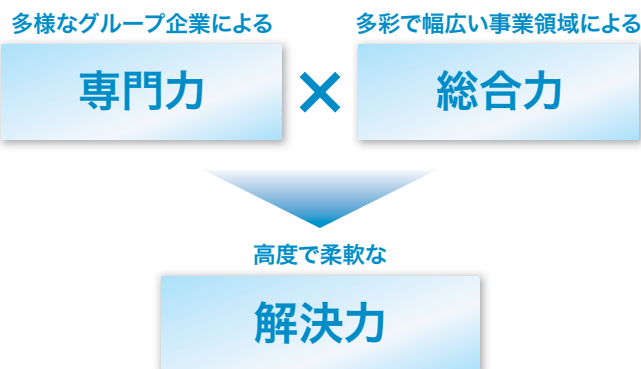 多様なグループ企業による
多彩で幅広い事業領域による
専門力
×
総合力
高度で柔軟な
解決力